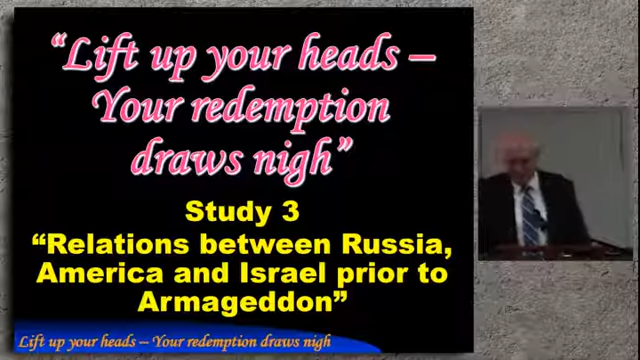 “Lift up your heads –
Your redemption
draws nigh”
Study 3
“Relations between Russia,
America and Israel prior to
Armageddon”
Lift up your heads – Your redemption draws nigh